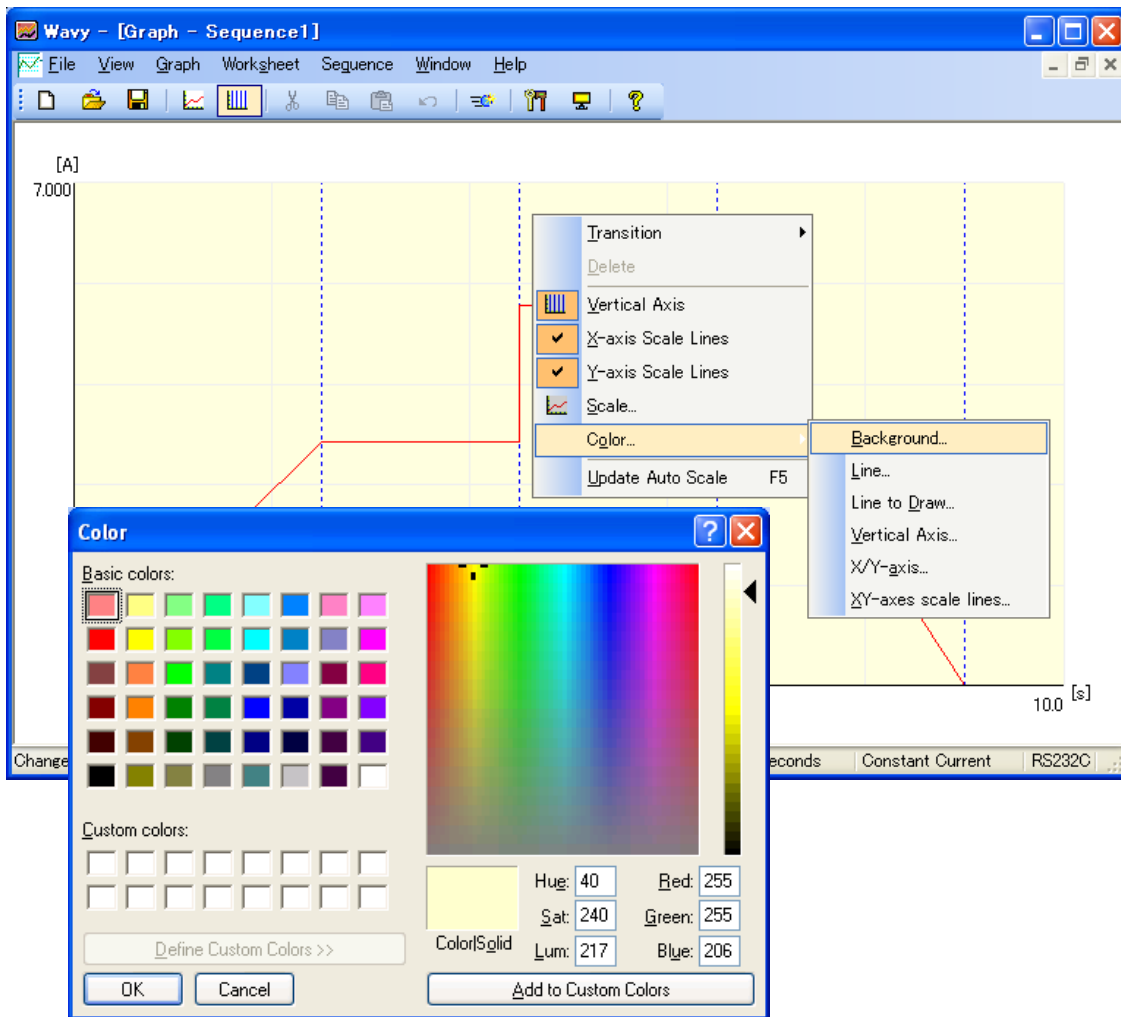 Wavy - [Graph - Sequence1]
File View Graph Worksheet Sequence Window Help
[A]
7.000
Transition
Delete
Vertical Axis
X-axis Scale Lines
Y-axis Scale Lines
Scale...
Color...
Update Auto Scale F5
Background...
Line...
Line to Draw...
Vertical Axis...
X/Y-axis...
XY-axes scale lines...
10.0 [s]
Change
econds Constant Current RS232C
Color
Basic colors:
Custom colors:
Define Custom Colors >>
OK Cancel
Color|Solid
Hue: 40 Red: 255
Sat: 240 Green: 255
Lum: 217 Blue: 206
Add to Custom Colors